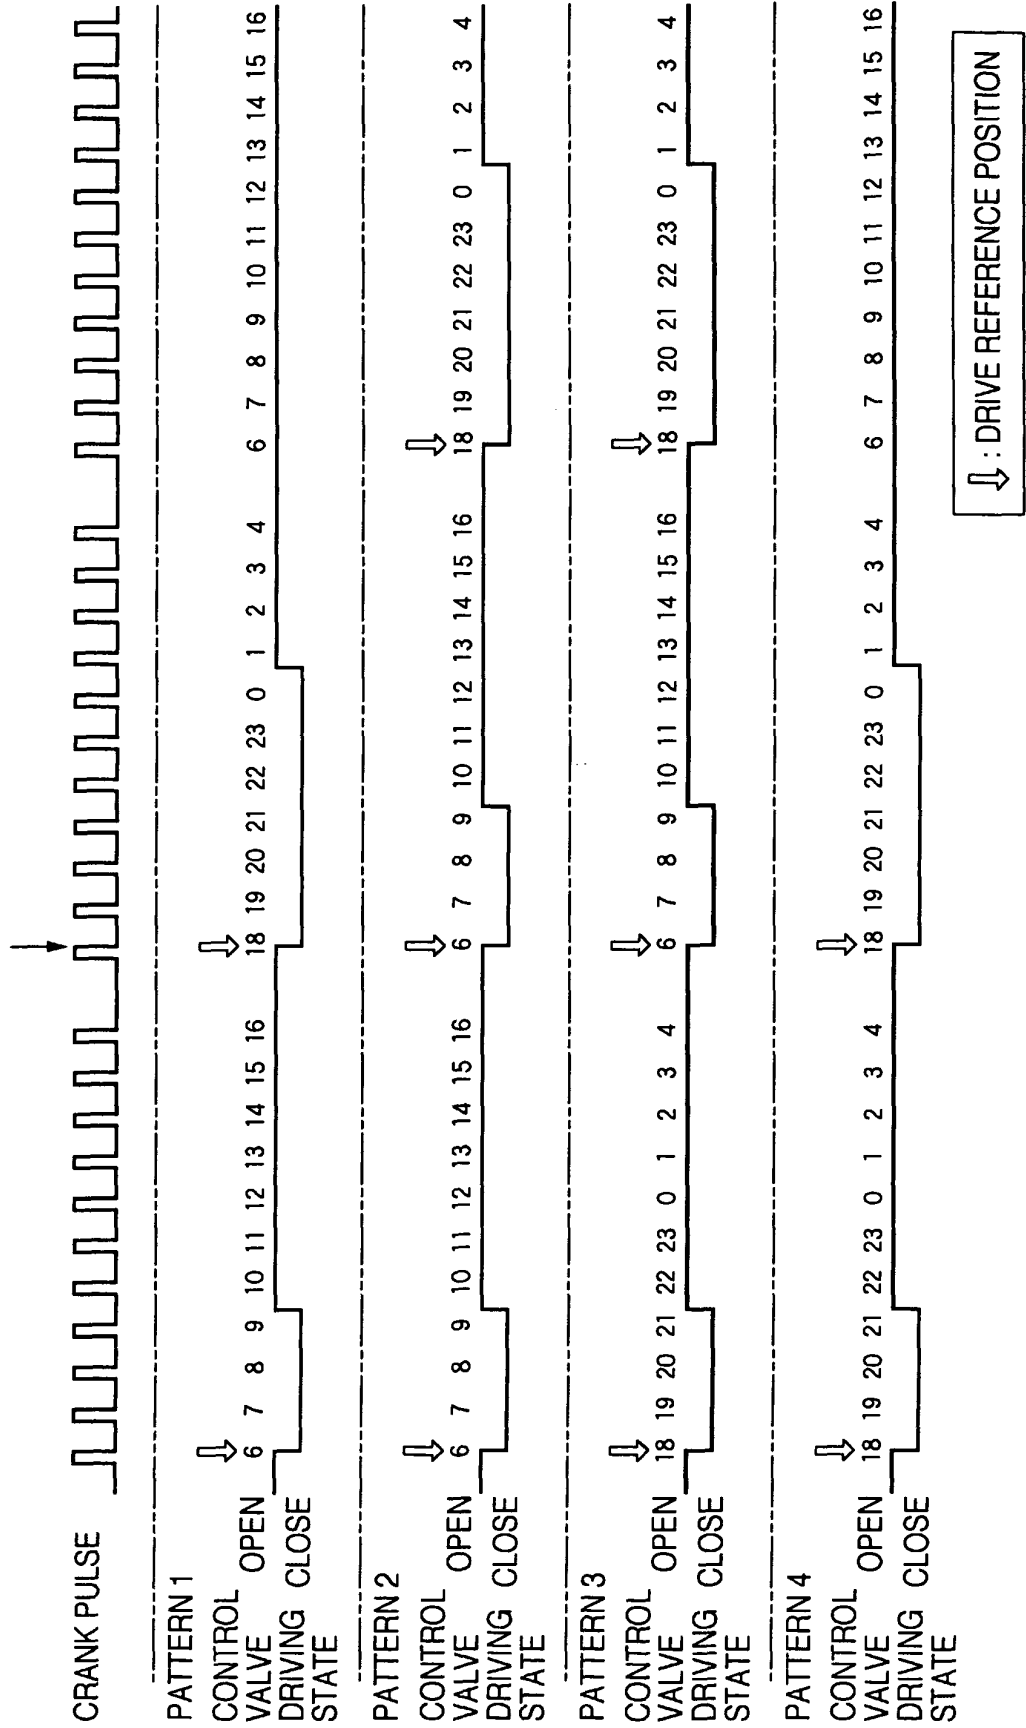 CRANK PULSE
PATTERN 1
CONTROL
VALVE OPEN
DRIVING CLOSE
STATE
6 7 8 9 10 11 12 13 14 15 16 18 19 20 21 22 23 0 1 2 3 4 6 7 8 9 10 11 12 13 14 15 16
PATTERN 2
CONTROL
VALVE OPEN
DRIVING CLOSE
STATE
6 7 8 9 10 11 12 13 14 15 16 6 7 8 9 10 11 12 13 14 15 16 18 19 20 21 22 23 0 1 2 3 4
PATTERN 3
CONTROL
VALVE OPEN
DRIVING CLOSE
STATE
18 19 20 21 22 23 0 1 2 3 4 6 7 8 9 10 11 12 13 14 15 16 18 19 20 21 22 23 0 1 2 3 4
PATTERN 4
CONTROL
VALVE OPEN
DRIVING CLOSE
STATE
18 19 20 21 22 23 0 1 2 3 4 18 19 20 21 22 23 0 1 2 3 4 6 7 8 9 10 11 12 13 14 15 16
: DRIVE REFERENCE POSITION